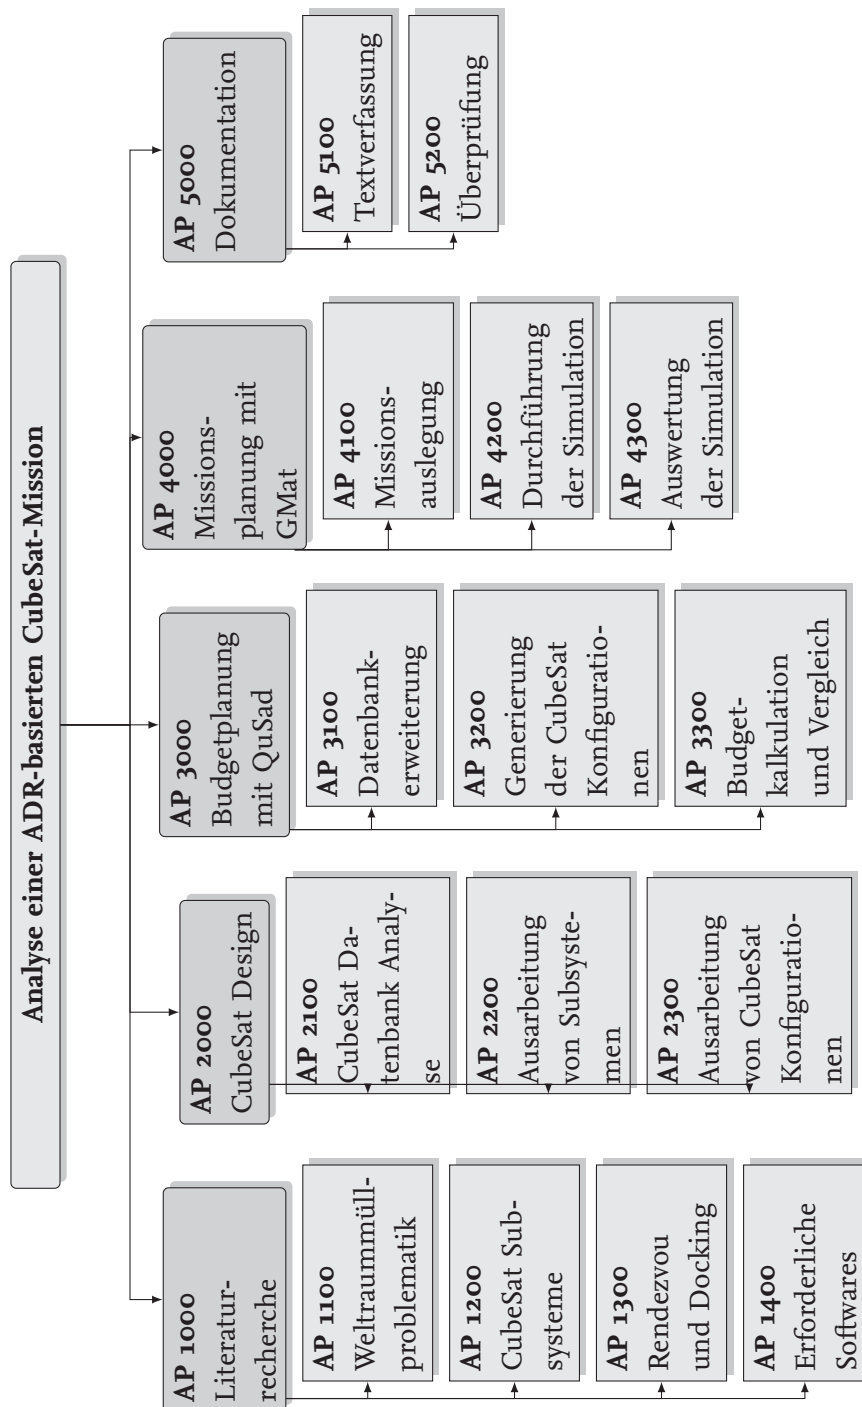 Analyse einer ADR-basierten CubeSat-Mission
AP 1000
Literatur-
recherche
AP 1100
Weltraummüll-
problematik
AP 1200
CubeSat Sub-
systeme
AP 1300
Rendezvou
und Docking
AP 1400
Erforderliche
Softwares
AP 2000
CubeSat Design
AP 2100
CubeSat Da-
tenbank Analy-
se
AP 2200
Ausarbeitung
von Subsyste-
men
AP 2300
Ausarbeitung
von CubeSat
Konfiguratio-
nen
AP 3000
Budgetplanung
mit QuSad
AP 3100
Datenbank-
erweiterung
AP 3200
Generierung
der CubeSat
Konfiguratio-
nen
AP 3300
Budget-
kalkulation
und Vergleich
AP 4000
Missions-
planung mit
GMat
AP 4100
Missions-
auslegung
AP 4200
Durchführung
der Simulation
AP 4300
Auswertung
der Simulation
AP 5000
Dokumentation
AP 5100
Textverfassung
AP 5200
Überprüfung